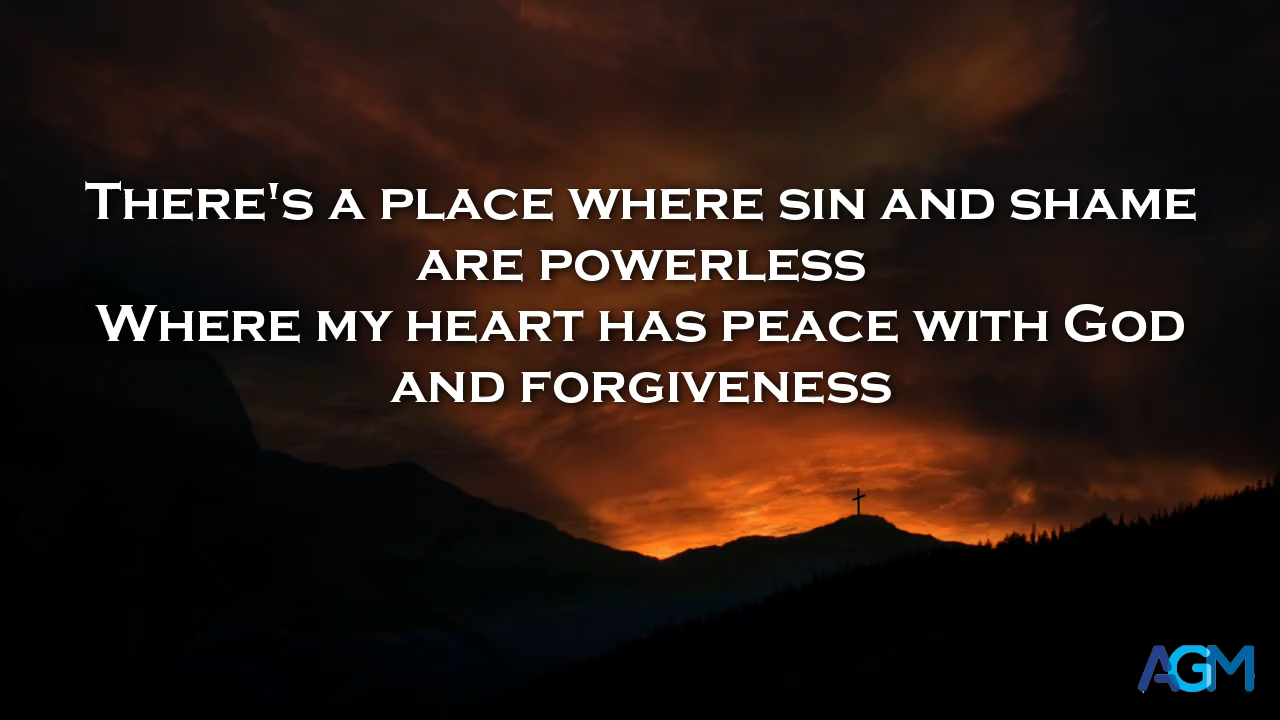 There's a place where sin and shame
are powerless
Where my heart has peace with God
and forgiveness
AGM